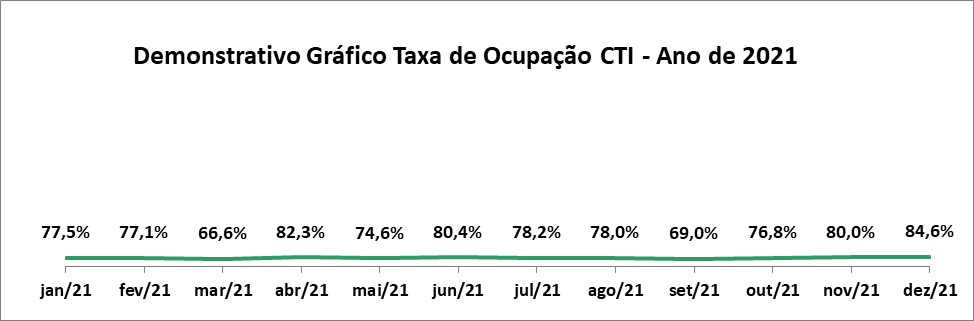 Demonstrativo Gráfico Taxa de Ocupação CTI - Ano de 2021
77,5% 77,1% 66,6% 82,3% 74,6% 80,4% 78,2% 78,0% 69,0% 76,8% 80,0% 84,6%
jan/21 fev/21 mar/21 abr/21 mai/21 jun/21 jul/21 ago/21 set/21 out/21 nov/21 dez/21